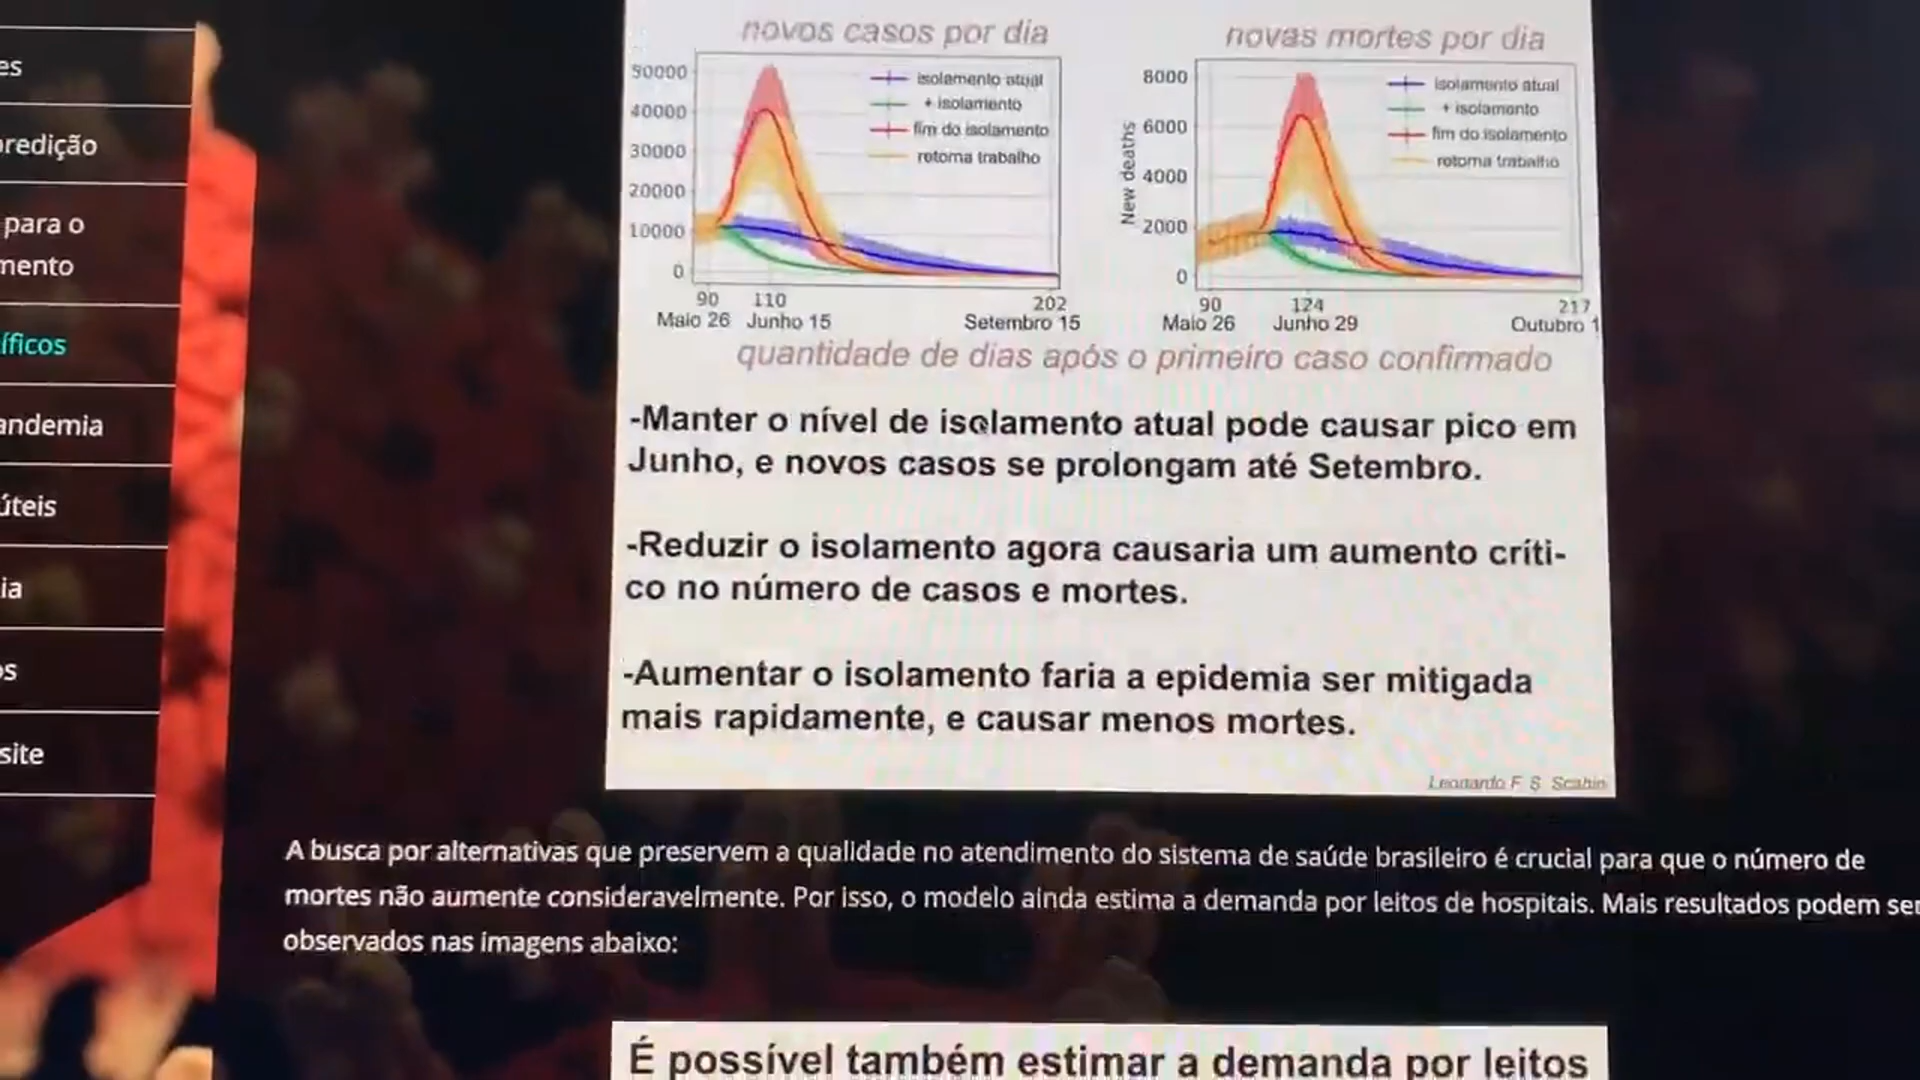 es
predição
para o
mento
íficos
andemia
úteis
ia
os
site
novos casos por dia
50000
40000
30000
20000
10000
0
isolamento atual
+ isolamento
fim do isolamento
retoma trabalho
90
110
202
Maio 26
Junho 15
Setembro 15
novas mortes por dia
New deaths
8000
6000
4000
2000
0
isolamento atual
+ isolamento
fim do isolamento
retoma trabalho
90
124
217
Maio 26
Junho 29
Outubro 1
quantidade de dias após o primeiro caso confirmado
-Manter o nível de isolamento atual pode causar pico em
Junho, e novos casos se prolongam até Setembro.
-Reduzir o isolamento agora causaria um aumento críti-
co no número de casos e mortes.
-Aumentar o isolamento faria a epidemia ser mitigada
mais rapidamente, e causar menos mortes.
Leonardo F. S. Scabin
A busca por alternativas que preservem a qualidade no atendimento do sistema de saúde brasileiro é crucial para que o número de
mortes não aumente consideravelmente. Por isso, o modelo ainda estima a demanda por leitos de hospitais. Mais resultados podem ser
observados nas imagens abaixo:
É possível também estimar a demanda por leitos